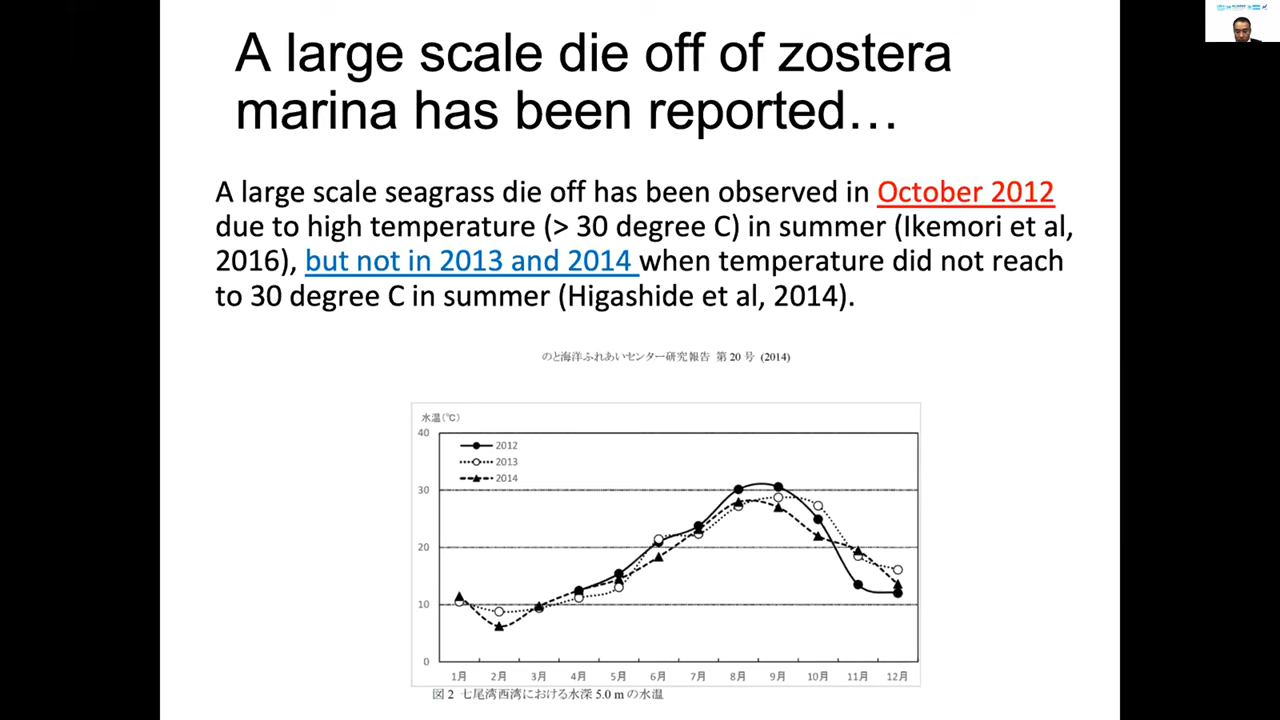 A large scale die off of zostera
marina has been reported…
A large scale seagrass die off has been observed in October 2012
due to high temperature (> 30 degree C) in summer (Ikemori et al,
2016), but not in 2013 and 2014 when temperature did not reach
to 30 degree C in summer (Higashide et al, 2014).
のと海洋ふれあいセンター研究報告 第 20 号 (2014)
水温(℃)
40
2012
2013
2014
30
20
10
0
1月 2月 3月 4月 5月 6月 7月 8月 9月 10月 11月 12月
図 2 七尾湾西湾における水深 5.0 m の水温